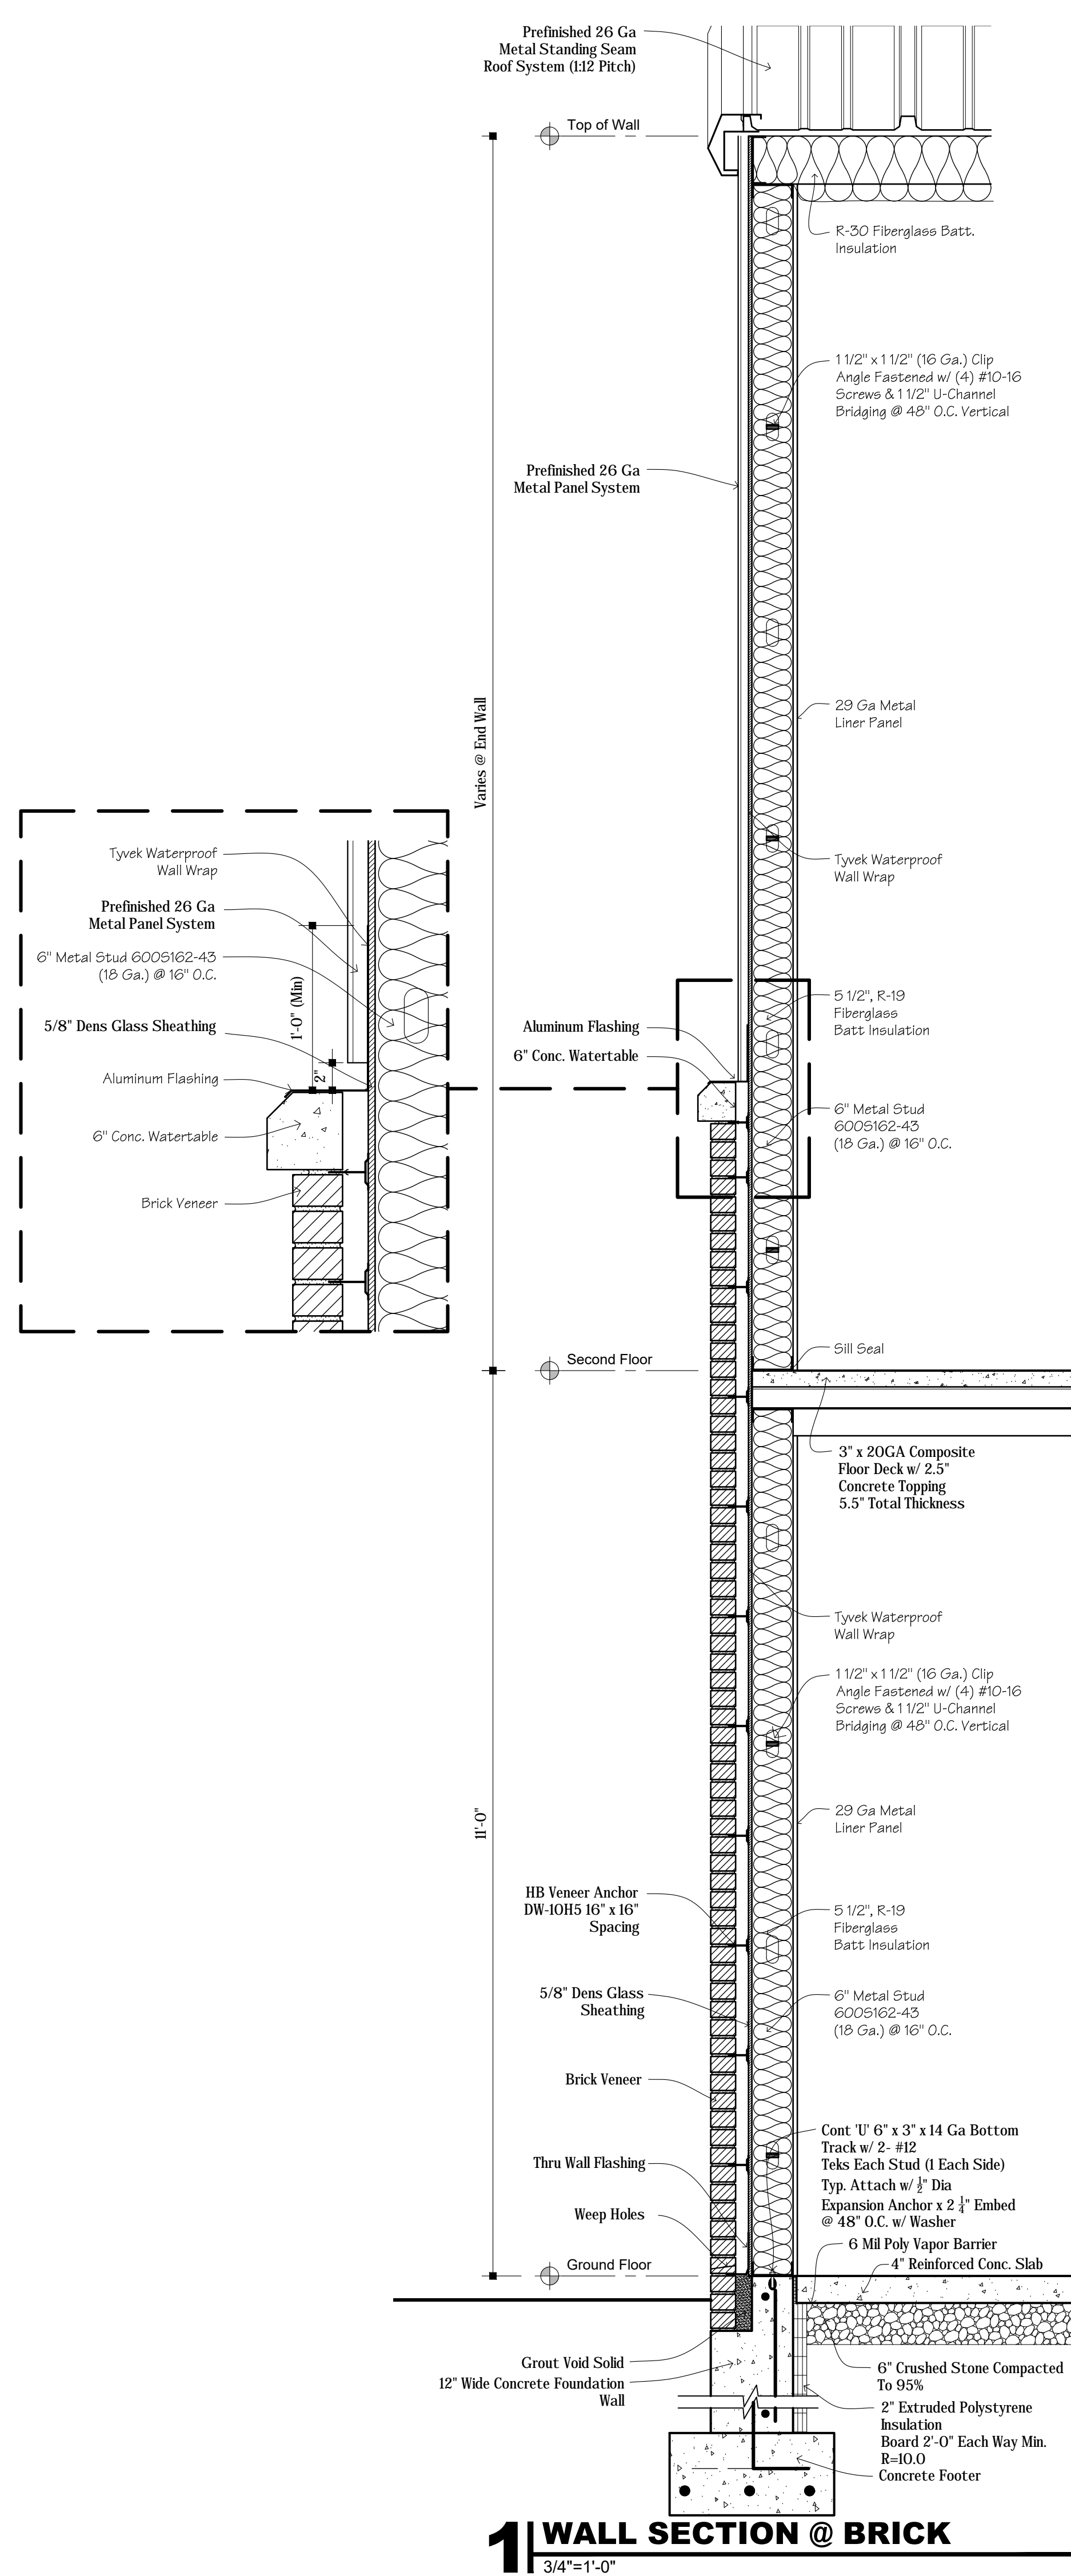 Prefinished 26 Ga
Metal Standing Seam
Roof System (1:12 Pitch)
Top of Wall
R-30 Fiberglass Batt.
Insulation
1 1/2" x 1 1/2" (16 Ga.) Clip
Angle Fastened w/ (4) #10-16
Screws & 1 1/2" U-Channel
Bridging @ 48" O.C. Vertical
Prefinished 26 Ga
Metal Panel System
Varies @ End Wall
29 Ga Metal
Liner Panel
Tyvek Waterproof
Wall Wrap
Tyvek Waterproof
Wall Wrap
Prefinished 26 Ga
Metal Panel System
6" Metal Stud 600S162-43
(18 Ga.) @ 16" O.C.
1'-0" (Min)
5/8" Dens Glass Sheathing
2"
Aluminum Flashing
6" Conc. Watertable
Brick Veneer
5 1/2", R-19
Fiberglass
Batt Insulation
Aluminum Flashing
6" Conc. Watertable
6" Metal Stud
600S162-43
(18 Ga.) @ 16" O.C.
Sill Seal
Second Floor
3" x 20GA Composite
Floor Deck w/ 2.5"
Concrete Topping
5.5" Total Thickness
Tyvek Waterproof
Wall Wrap
1 1/2" x 1 1/2" (16 Ga.) Clip
Angle Fastened w/ (4) #10-16
Screws & 1 1/2" U-Channel
Bridging @ 48" O.C. Vertical
11'-0"
29 Ga Metal
Liner Panel
HB Veneer Anchor
DW-10H5 16" x 16"
Spacing
5 1/2", R-19
Fiberglass
Batt Insulation
5/8" Dens Glass
Sheathing
6" Metal Stud
600S162-43
(18 Ga.) @ 16" O.C.
Brick Veneer
Cont 'U' 6" x 3" x 14 Ga Bottom
Track w/ 2- #12
Teks Each Stud (1 Each Side)
Typ. Attach w/ 1/2" Dia
Expansion Anchor x 2 1/4" Embed
@ 48" O.C. w/ Washer
Thru Wall Flashing
Weep Holes
6 Mil Poly Vapor Barrier
4" Reinforced Conc. Slab
Ground Floor
Grout Void Solid
12" Wide Concrete Foundation
Wall
6" Crushed Stone Compacted
To 95%
2" Extruded Polystyrene
Insulation
Board 2'-0" Each Way Min.
R=10.0
Concrete Footer
1 WALL SECTION @ BRICK
3/4"=1'-0"